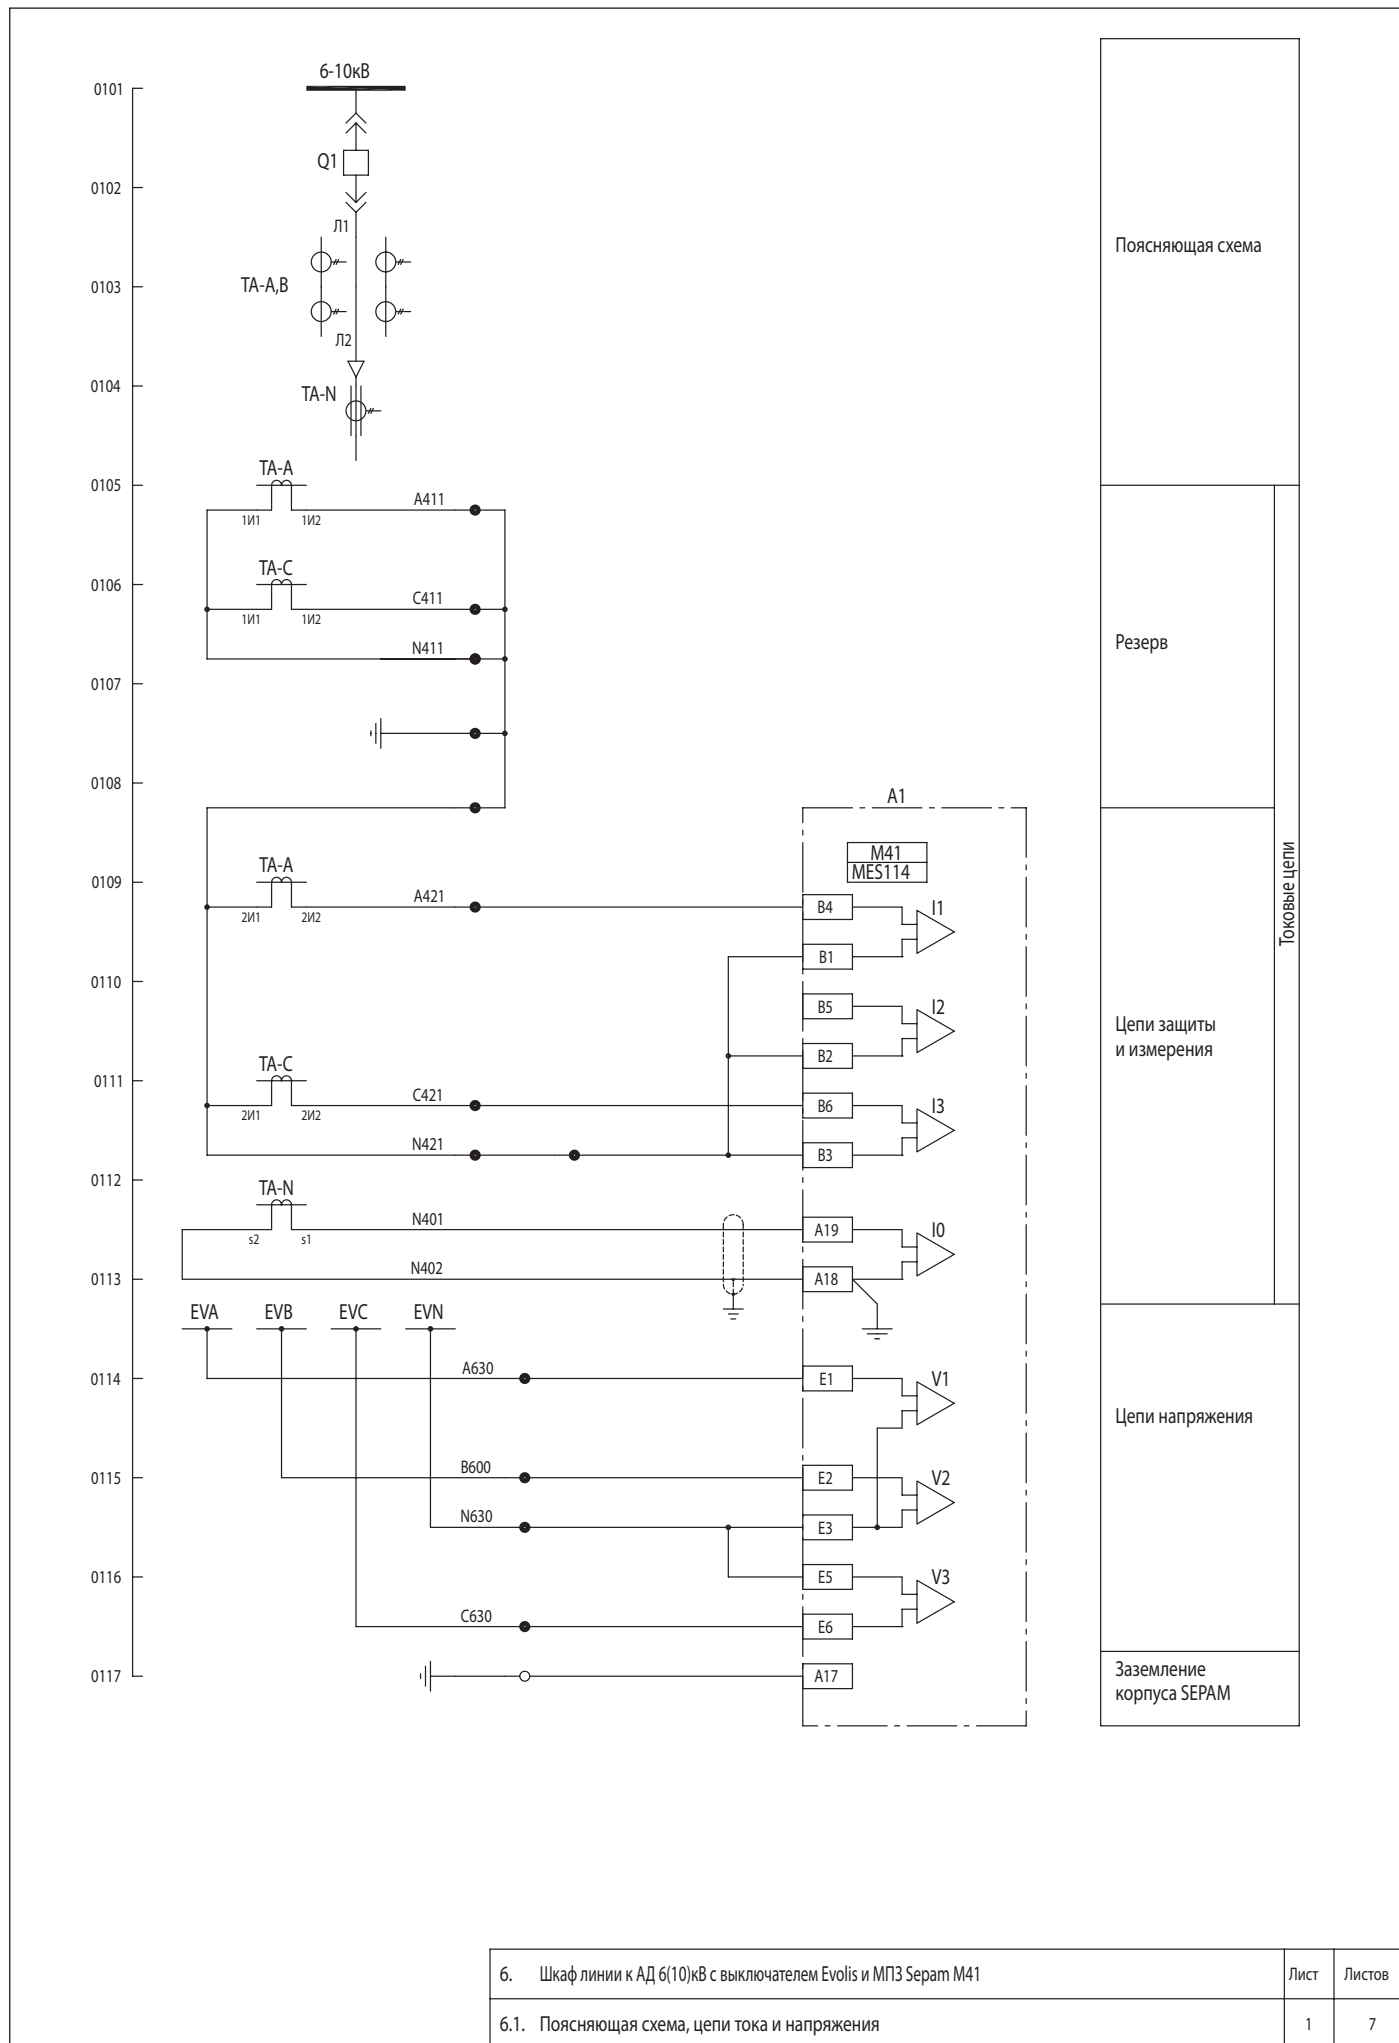 6-10кВ
0101
Q1
0102
Л1
Поясняющая схема
0103
TA-A,B
Л2
0104
TA-N
TA-A
0105
A411
1И1
1И2
TA-C
0106
C411
1И1
1И2
N411
Резерв
0107
0108
A1
Токовые цепи
M41
MES114
TA-A
0109
A421
B4
I1
2И1
2И2
B1
0110
B5
I2
Цепи защиты
и измерения
B2
TA-C
0111
C421
B6
I3
2И1
2И2
N421
B3
0112
TA-N
N401
A19
I0
s2
s1
N402
0113
A18
EVA
EVB
EVC
EVN
A630
0114
E1
V1
Цепи напряжения
B600
0115
E2
V2
N630
E3
0116
E5
V3
C630
E6
Заземление
корпуса SEPAM
0117
A17
6. Шкаф линии к АД 6(10)кВ с выключателем Evolis и МПЗ Sepam M41
Лист
Листов
6.1. Поясняющая схема, цепи тока и напряжения
1
7